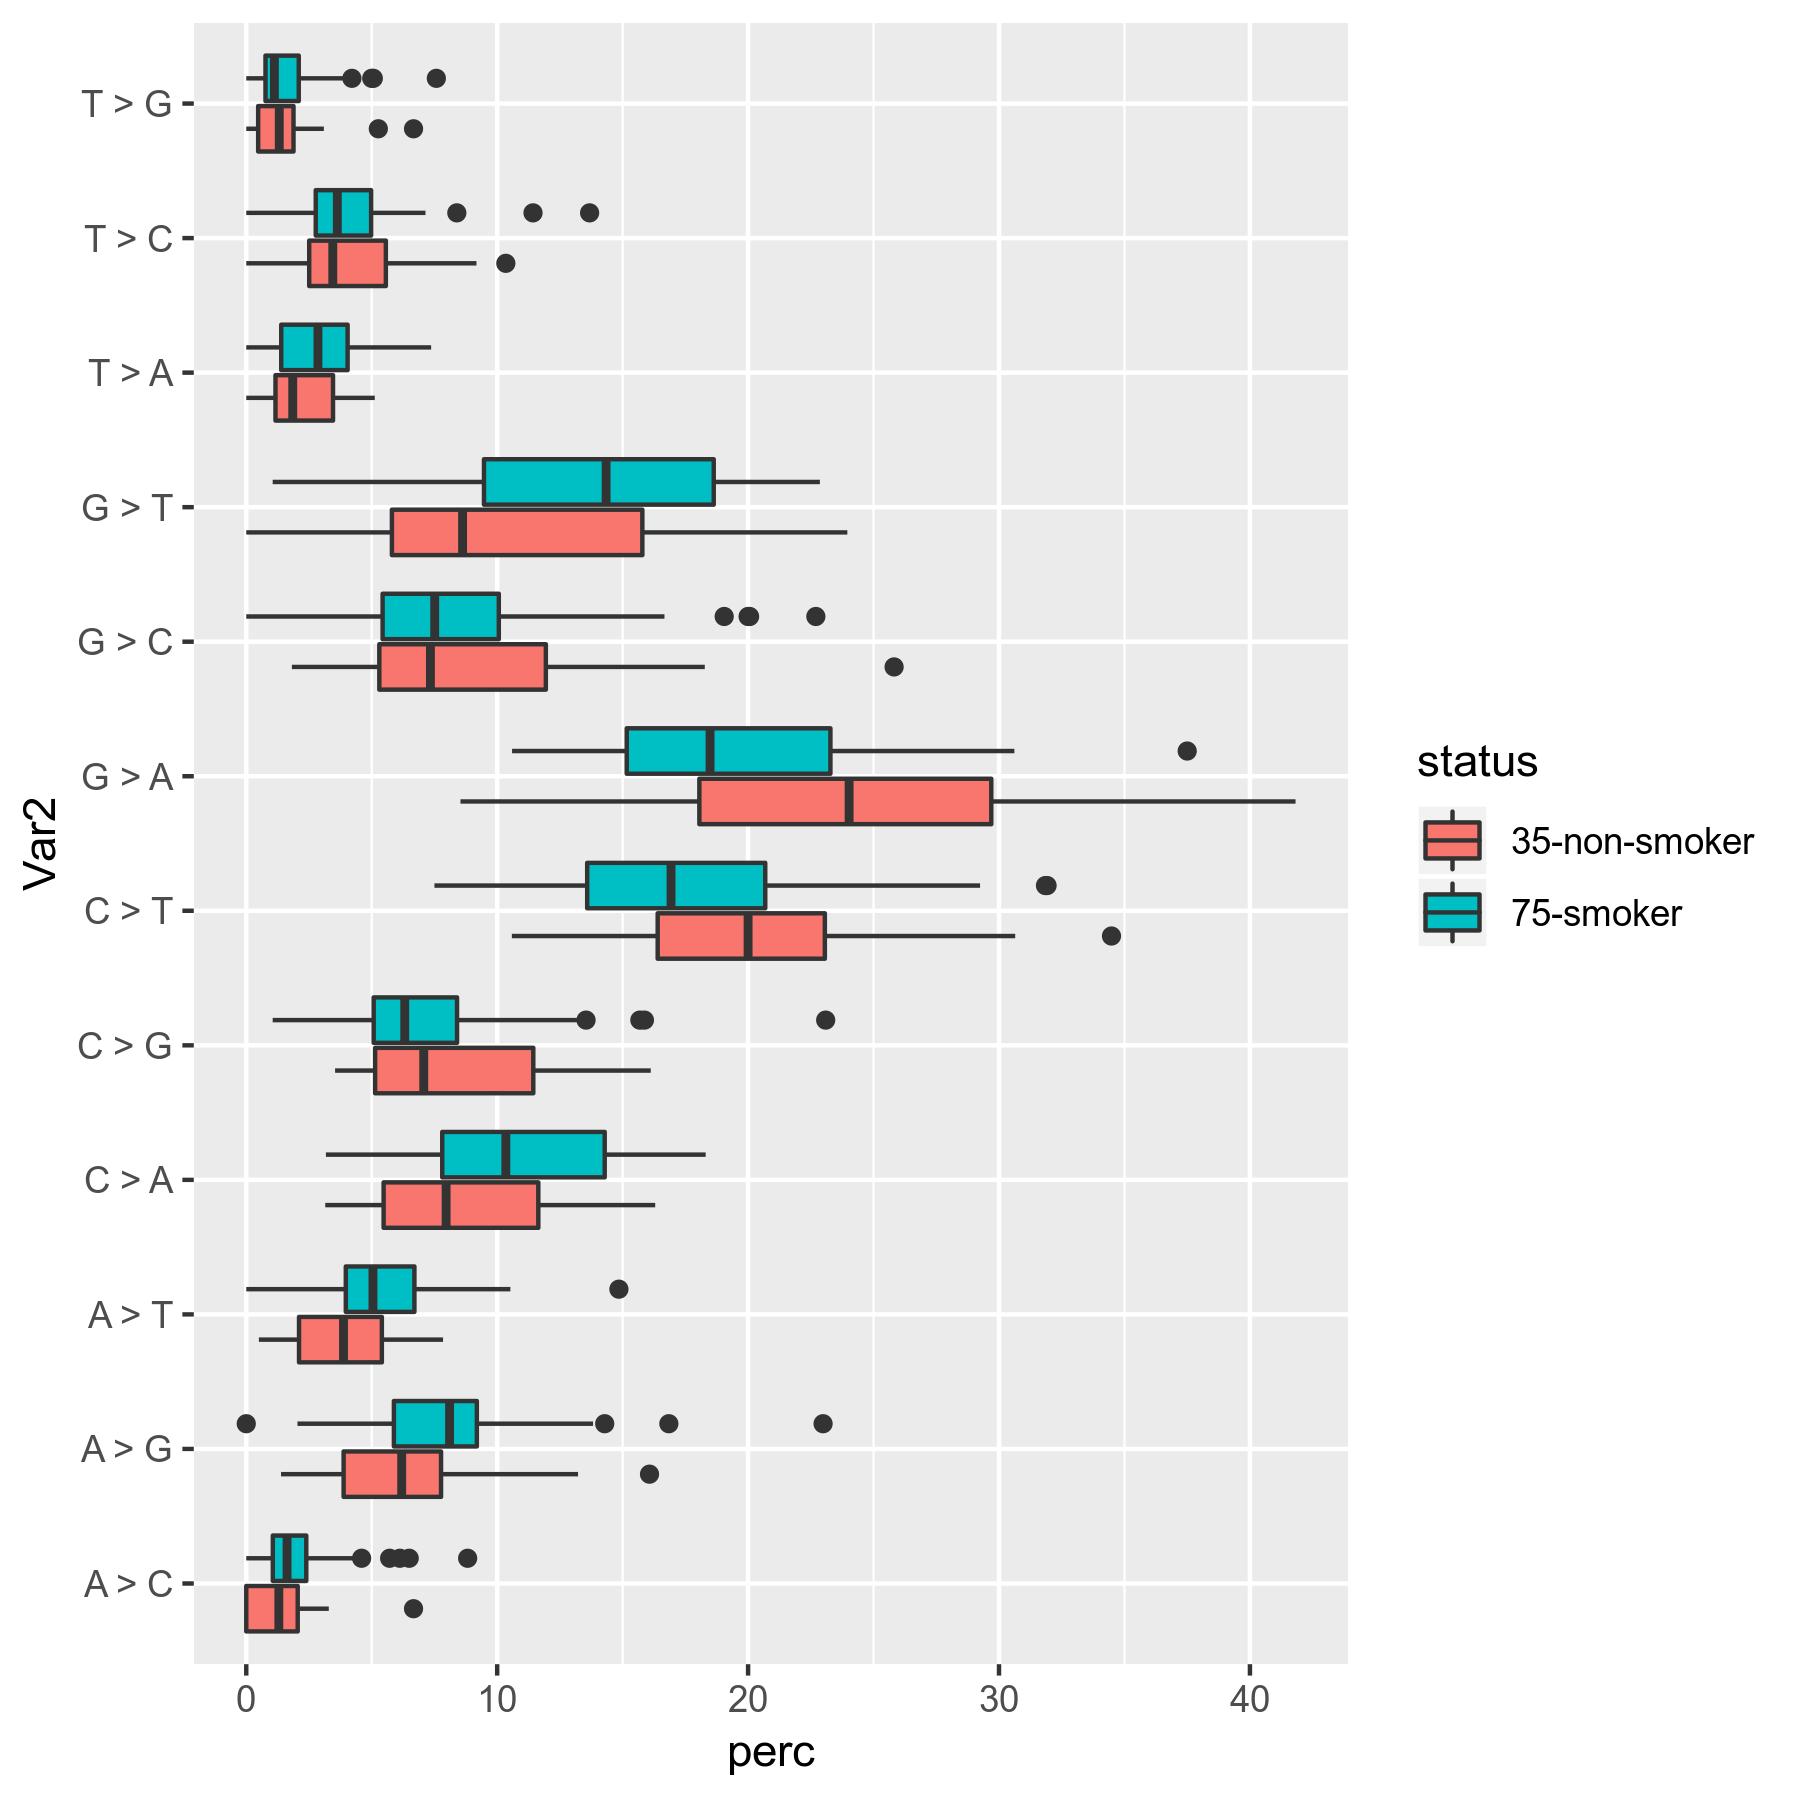 T > G
T > C
T > A
G > T
G > C
G > A
C > T
C > G
C > A
A > T
A > G
A > C
Var2
0 10 20 30 40
perc
status
35-non-smoker
75-smoker